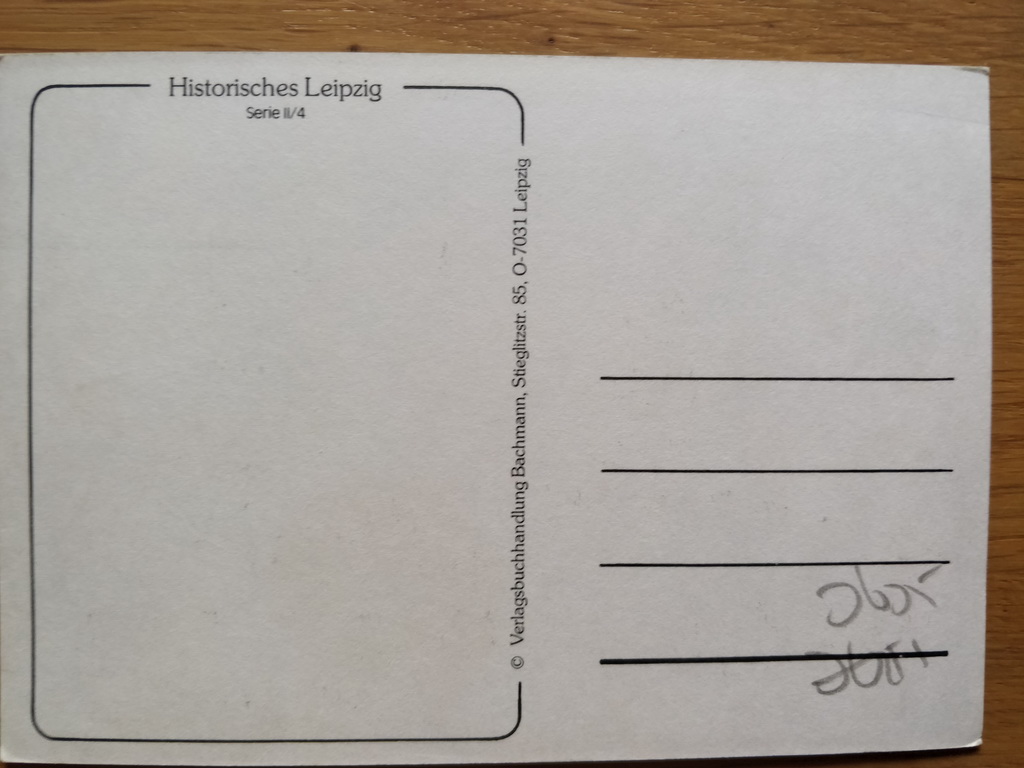 Historisches Leipzig
Serie II/4
© Verlagsbuchhandlung Bachmann, Stieglitzstr. 85, O-7031 Leipzig